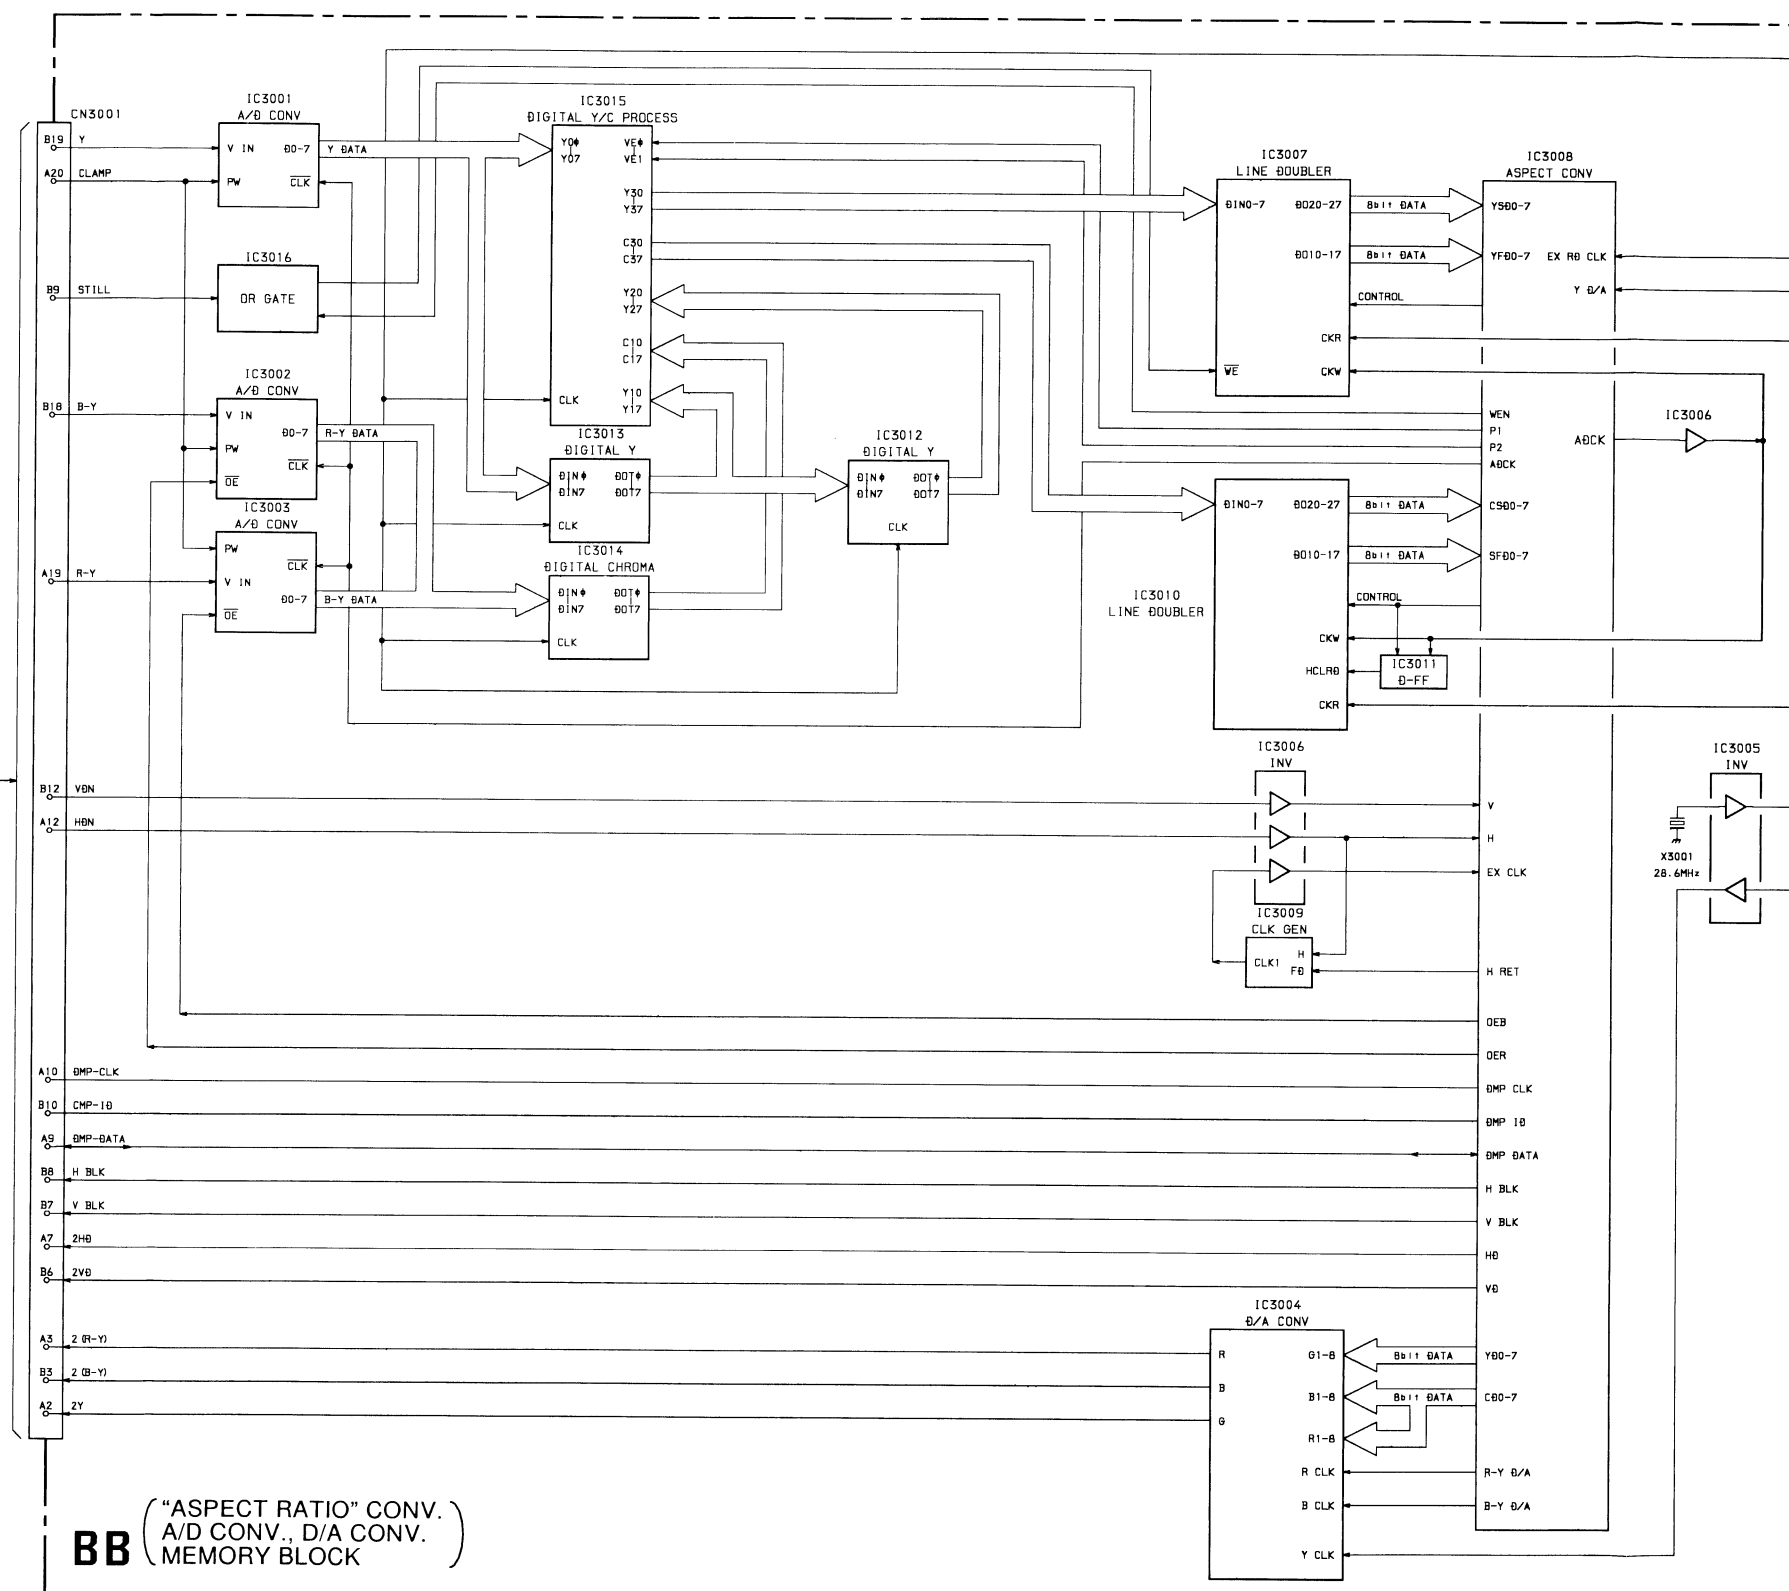 CN3001
B19 Y
A20 CLAMP
B9 STILL
B18 B-Y
A19 R-Y
B12 VDN
A12 HDN
A10 DMP-CLK
B10 CMP-ID
A9 DMP-DATA
B8 H BLK
B7 V BLK
A7 2HD
B6 2VD
A3 2 (R-Y)
B3 2 (B-Y)
A2 2Y
IC3001
A/D CONV
V IN D0-7
PW CLK
Y DATA
IC3016
OR GATE
IC3002
A/D CONV
V IN
D0-7
PW
CLK
OE
R-Y DATA
IC3003
A/D CONV
PW
CLK
V IN
D0-7
OE
B-Y DATA
IC3015
DIGITAL Y/C PROCESS
Y00 VE0
Y07 VE1
Y30
Y37
C30
C37
Y20
Y27
C10
C17
Y10
CLK
Y17
IC3013
DIGITAL Y
DIN0 DOT0
DIN7 DOT7
CLK
IC3014
DIGITAL CHROMA
DIN0 DOT0
DIN7 DOT7
CLK
IC3012
DIGITAL Y
DIN0 DOT0
DIN7 DOT7
CLK
IC3007
LINE DOUBLER
DIN0-7 DO20-27
DO10-17
CKR
WE CKW
8bit DATA
8bit DATA
CONTROL
IC3008
ASPECT CONV
YSD0-7
YFD0-7 EX RD CLK
Y D/A
WEN
P1
P2
ADCK
ADCK
IC3006
CSD0-7
SFD0-7
V
H
EX CLK
H RET
OEB
OER
DMP CLK
DMP ID
DMP DATA
H BLK
V BLK
HD
VD
YD0-7
CD0-7
R-Y D/A
B-Y D/A
IC3010
LINE DOUBLER
DIN0-7 DO20-27
DO10-17
CKW
HCLRD
CKR
8bit DATA
8bit DATA
CONTROL
IC3011
D-FF
IC3006
INV
IC3009
CLK GEN
H
CLK1
FD
IC3005
INV
X3001
28.6MHz
IC3004
D/A CONV
R G1-8
B B1-8
G
R1-8
R CLK
B CLK
Y CLK
8bit DATA
8bit DATA
BB
"ASPECT RATIO" CONV.
A/D CONV., D/A CONV.
MEMORY BLOCK